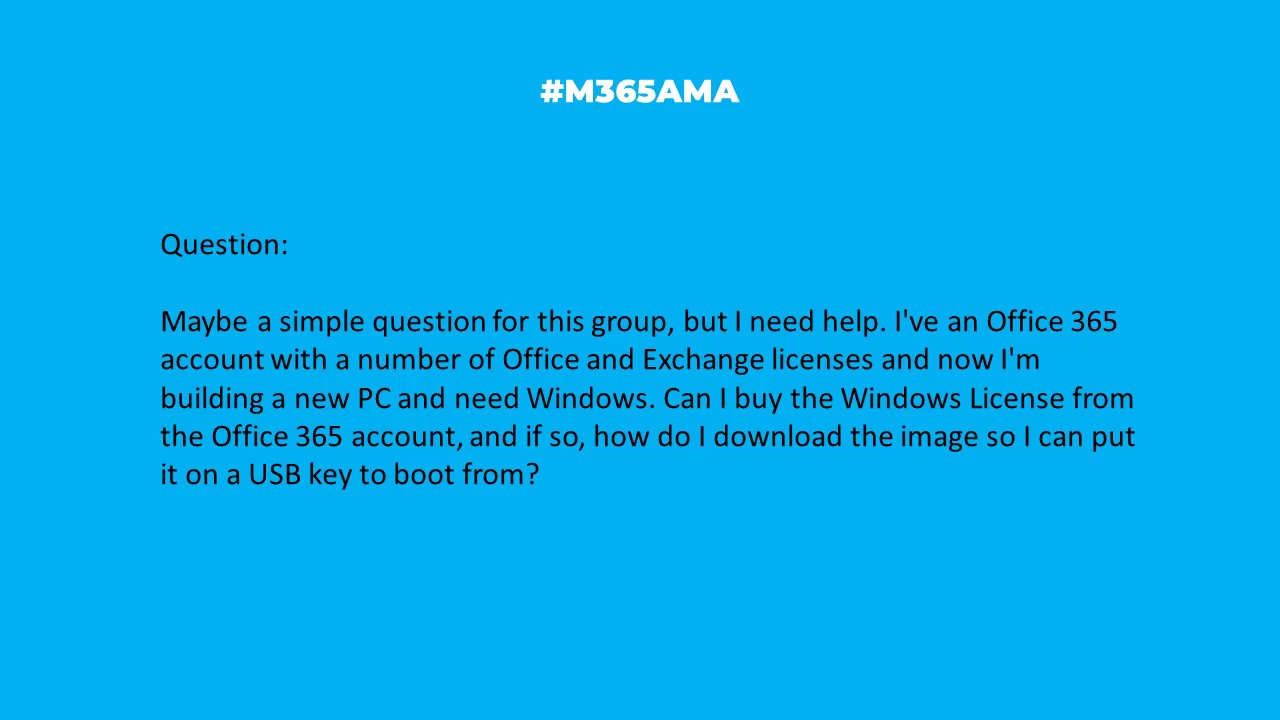 #M365AMA
Question:
Maybe a simple question for this group, but I need help. I've an Office 365
account with a number of Office and Exchange licenses and now I'm
building a new PC and need Windows. Can I buy the Windows License from
the Office 365 account, and if so, how do I download the image so I can put
it on a USB key to boot from?